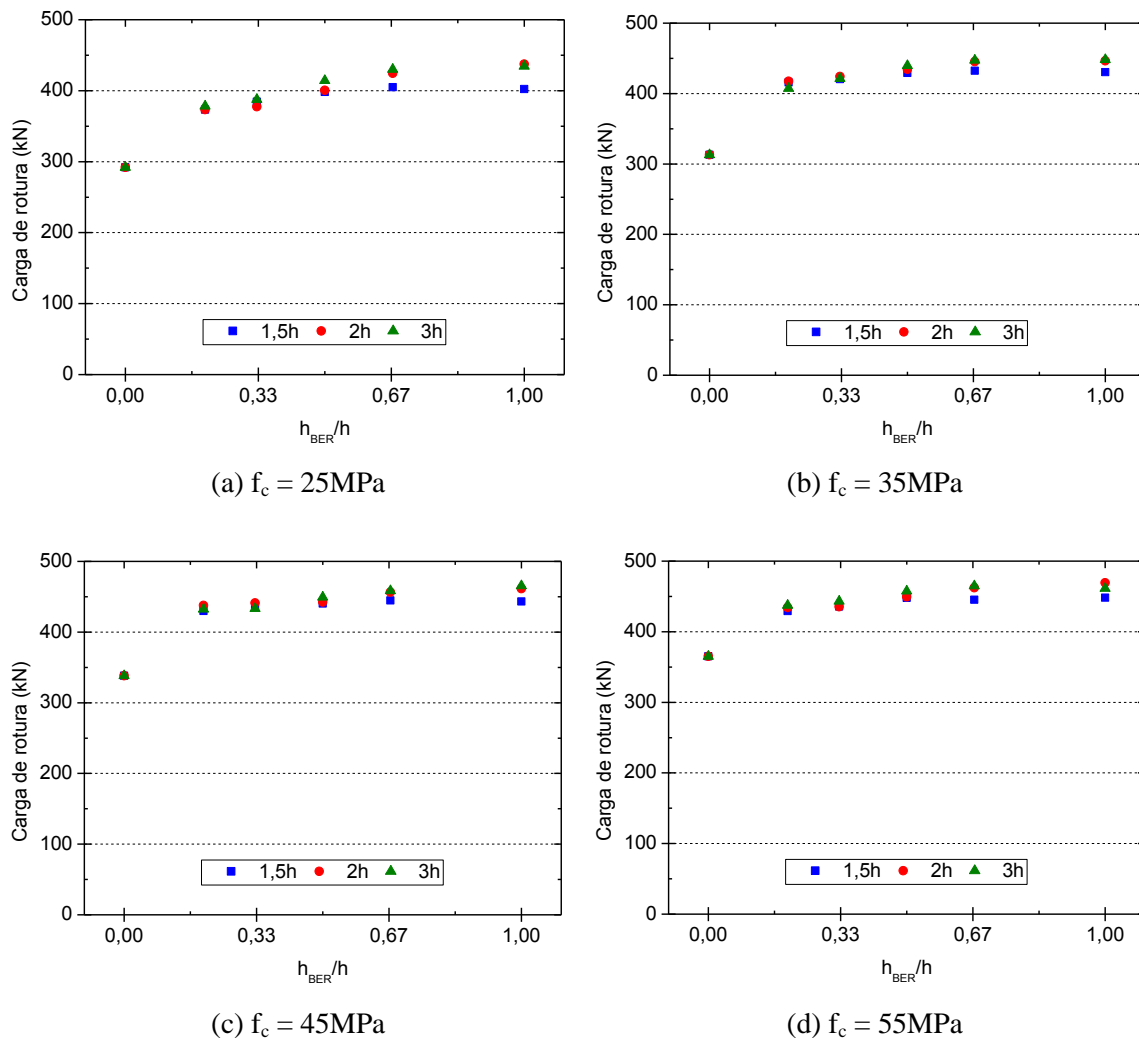 Carga de rotura (kN)
500
400
300
200
100
0
1,5h 2h 3h
0,00 0,33 0,67 1,00
h_BER/h
(a) f_c = 25MPa
Carga de rotura (kN)
500
400
300
200
100
0
1,5h 2h 3h
0,00 0,33 0,67 1,00
h_BER/h
(b) f_c = 35MPa
Carga de rotura (kN)
500
400
300
200
100
0
1,5h 2h 3h
0,00 0,33 0,67 1,00
h_BER/h
(c) f_c = 45MPa
Carga de rotura (kN)
500
400
300
200
100
0
1,5h 2h 3h
0,00 0,33 0,67 1,00
h_BER/h
(d) f_c = 55MPa